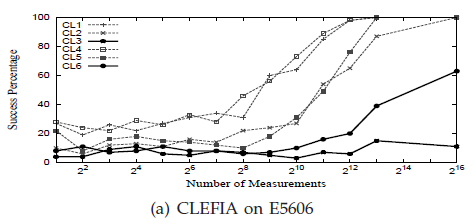 100
80
60
40
20
0
Success Percentage
CL1
CL2
CL3
CL4
CL5
CL6
2^2 2^4 2^6 2^8 2^10 2^12 2^14 2^16
Number of Measurements
(a) CLEFIA on E5606